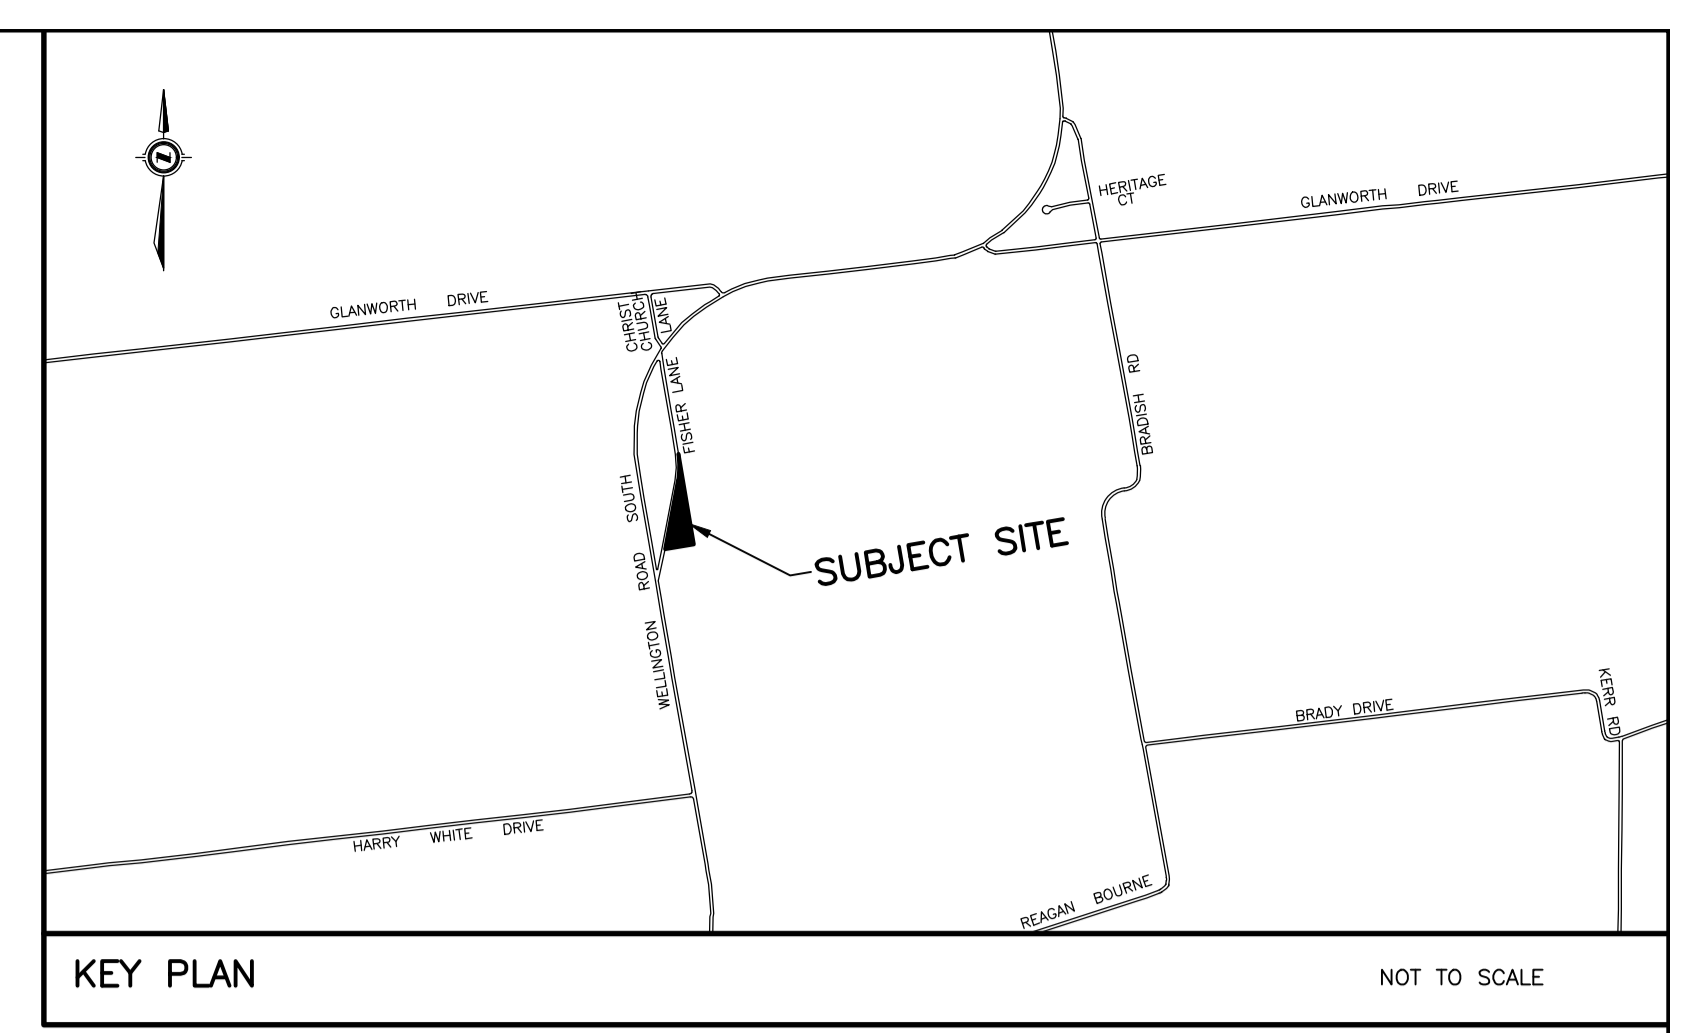 HERITAGE
CT
GLANWORTH DRIVE
GLANWORTH DRIVE
CHRIST
CHURCH
LANE
FISHER LANE
BRADISH RD
WELLINGTON ROAD SOUTH
SUBJECT SITE
KERR RD
BRADY DRIVE
HARRY WHITE DRIVE
REAGAN BOURNE
KEY PLAN
NOT TO SCALE
N